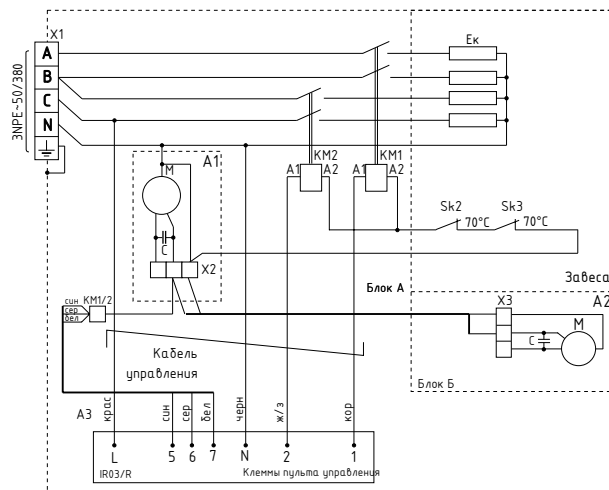 X1
3NPE~50/380
A
B
C
N
Eк
A1
M
C
X2
KM2
A1 A2
KM1
A1 A2
Sk2
70°C
Sk3
70°C
Завеса
Блок А
син
сер
бел
KM1/2
X3
A2
M
C
Блок Б
Кабель
управления
A3
крас
син
сер
бел
черн
ж/з
кор
L 5 6 7 N 2 1
IR03/R
Клеммы пульта управления